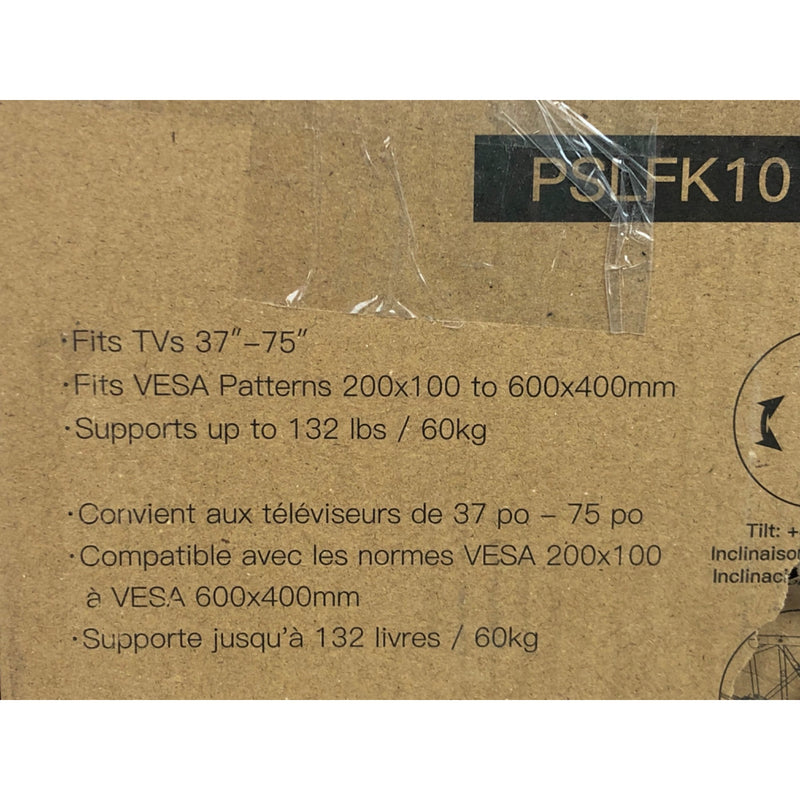 PSLFK10
·Fits TVs 37″–75″
·Fits VESA Patterns 200x100 to 600x400mm
·Supports up to 132 lbs / 60kg
·Convient aux téléviseurs de 37 po – 75 po
·Compatible avec les normes VESA 200x100
à VESA 600x400mm
·Supporte jusqu'à 132 livres / 60kg
Tilt: +